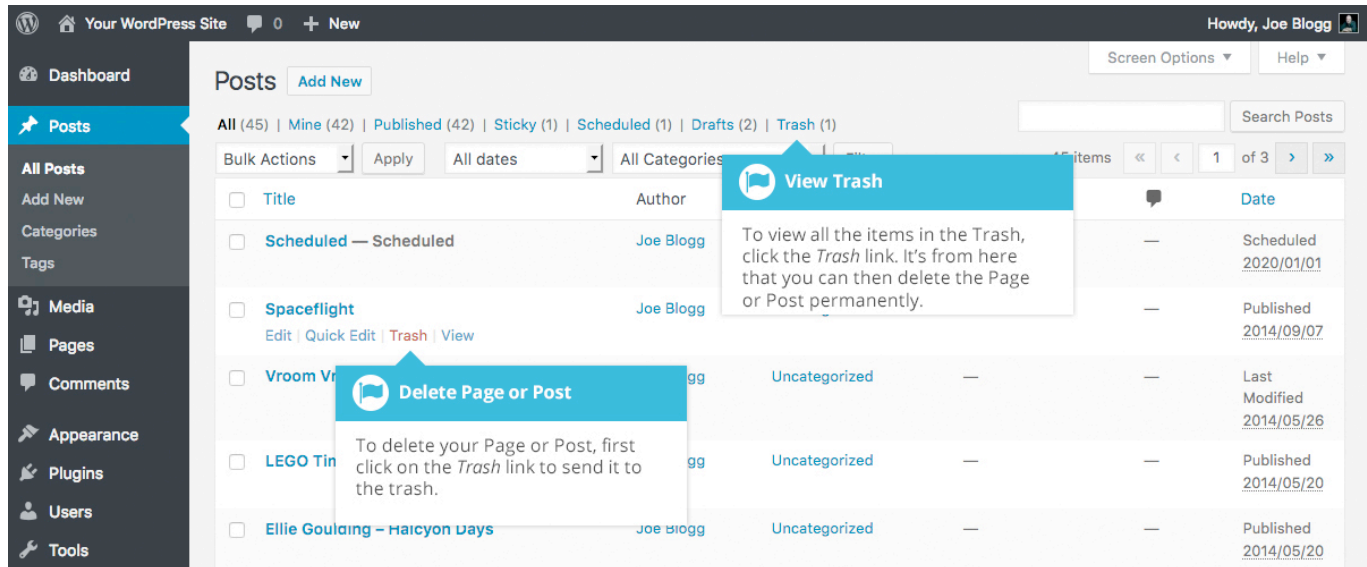 Your WordPress Site 0 + New Howdy, Joe Blogg
Dashboard
Posts
All Posts
Add New
Categories
Tags
Media
Pages
Comments
Appearance
Plugins
Users
Tools
Screen Options ▼ Help ▼
Posts Add New
All (45) | Mine (42) | Published (42) | Sticky (1) | Scheduled (1) | Drafts (2) | Trash (1)
Search Posts
Bulk Actions Apply All dates All Categories items « ‹ 1 of 3 › »
Title Author Date
Scheduled — Scheduled Joe Blogg — Scheduled
2020/01/01
Spaceflight Joe Blogg — Published
2014/09/07
Edit | Quick Edit | Trash | View
Vroom Uncategorized — — Last
Modified
2014/05/26
LEGO Uncategorized — — Published
2014/05/20
Ellie Goulding – Halcyon Days Joe Blogg Uncategorized — — Published
2014/05/20
View Trash
To view all the items in the Trash,
click the Trash link. It's from here
that you can then delete the Page
or Post permanently.
Delete Page or Post
To delete your Page or Post, first
click on the Trash link to send it to
the trash.